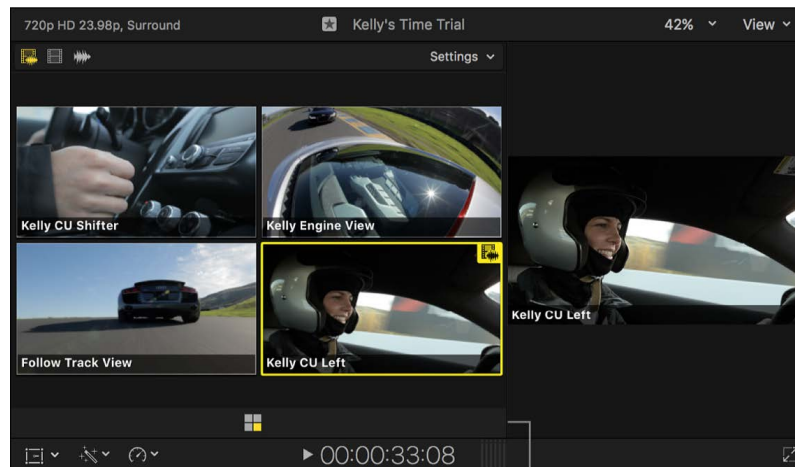 720p HD 23.98p, Surround
Kelly's Time Trial
42%
View
Settings
Kelly CU Shifter
Kelly Engine View
Kelly CU Left
Follow Track View
Kelly CU Left
00:00:33:08